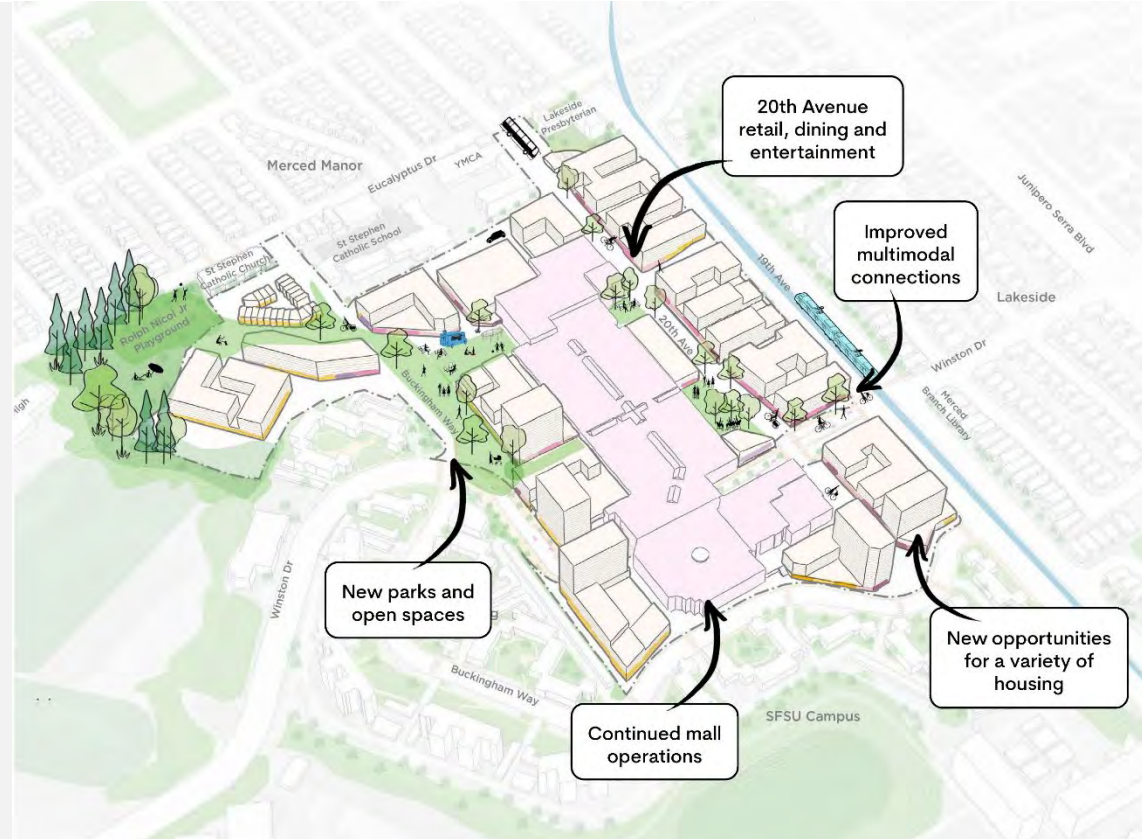 20th Avenue
retail, dining and
entertainment
Lakeside
Presbyterian
YMCA
Eucalyptus Dr
Merced Manor
St Stephen
Catholic School
St Stephen
Catholic Church
Rolph Nicol Jr
Playground
Junipero Serra Blvd
Improved
multimodal
connections
19th Ave
Lakeside
20th Ave
Winston Dr
Merced
Branch Library
Buckingham Way
New parks and
open spaces
Winston Dr
New opportunities
for a variety of
housing
Buckingham Way
SFSU Campus
Continued mall
operations